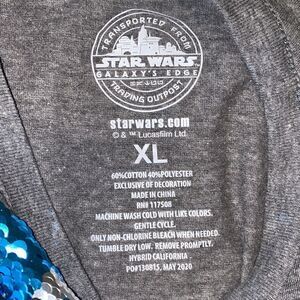 TRANSPORTED FROM
STAR WARS
GALAXY'S EDGE
TRADING OUTPOST
starwars.com
© & ™ Lucasfilm Ltd.
XL
60%COTTON 40%POLYESTER
EXCLUSIVE OF DECORATION
MADE IN CHINA
RN# 117508
MACHINE WASH COLD WITH LIKE COLORS.
GENTLE CYCLE.
ONLY NON-CHLORINE BLEACH WHEN NEEDED.
TUMBLE DRY LOW. REMOVE PROMPTLY.
HYBRID CALIFORNIA
PO#130815, MAY 2020